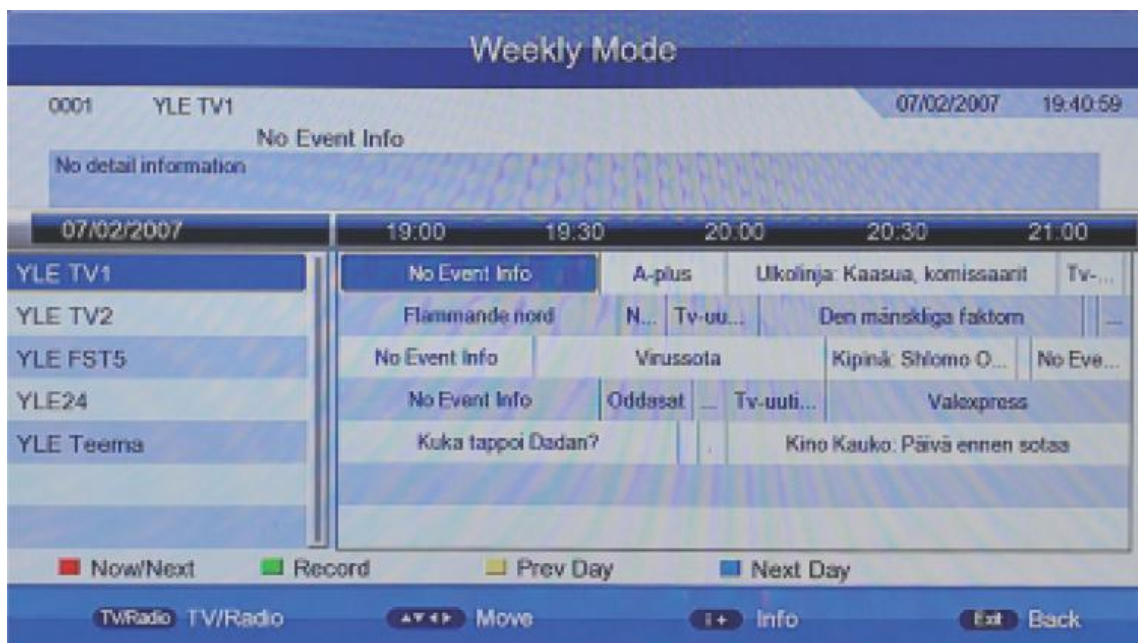 Weekly Mode
0001 YLE TV1 07/02/2007 19:40:59
No Event Info
No detail information
07/02/2007 19:00 19:30 20:00 20:30 21:00
YLE TV1 No Event Info A-plus Ulkolinja: Kaasua, komissaarit Tv-...
YLE TV2 Flammande nord N... Tv-uu... Den mänskliga faktorn ...
YLE FST5 No Event Info Virussota Kipinä: Shlomo O... No Eve...
YLE24 No Event Info Oddasat ... Tv-uuti... Valexpress
YLE Teema Kuka tappoi Dadan? . Kino Kauko: Päivä ennen sotaa
Now/Next Record Prev Day Next Day
TV/Radio TV/Radio ▲▼◄► Move i+ Info Exit Back